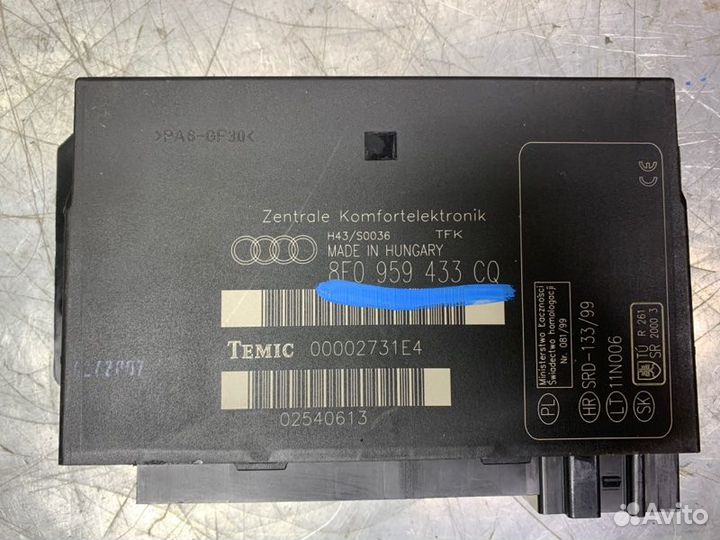 >PA6-GF30<
CE
Zentrale Komfortelektronik
H43/S0036 TFK
MADE IN HUNGARY
8E0 959 433 CQ
TEMIC 00002731E4
02540613
PL Ministerstwo Łączności
Świadectwo homologacji
Nr. 081/99
HR SRD-133/99
LT 11N006
SK TÚ R 261
SR 2000 3
Avito